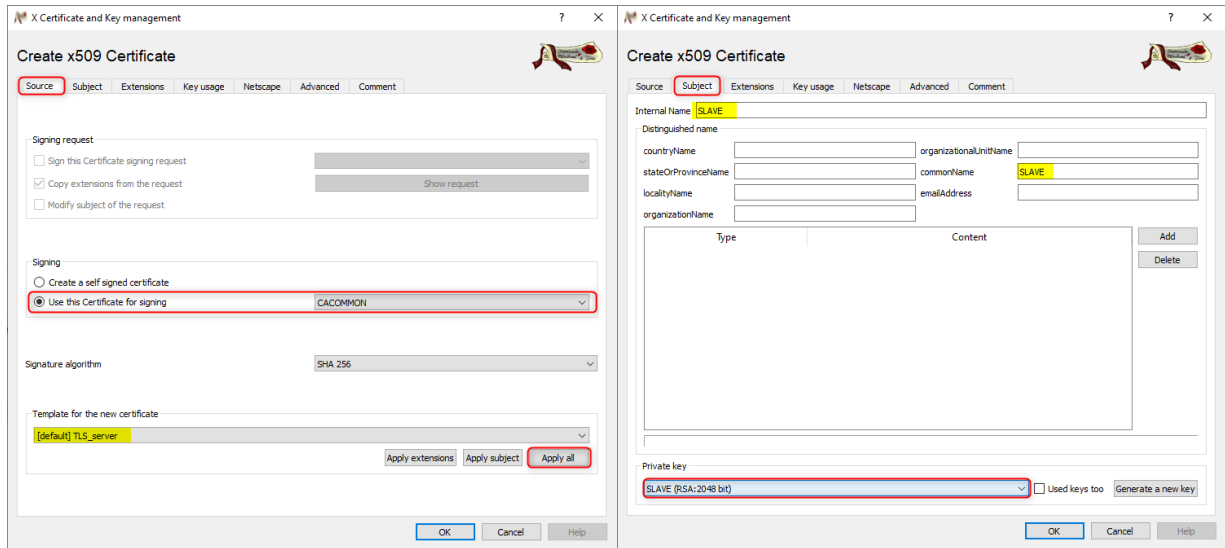 X Certificate and Key management ? ×
Create x509 Certificate
Source Subject Extensions Key usage Netscape Advanced Comment
Signing request
Sign this Certificate signing request
Copy extensions from the request Show request
Modify subject of the request
Signing
Create a self signed certificate
Use this Certificate for signing CACOMMON
Signature algorithm SHA 256
Template for the new certificate
[default] TLS_server
Apply extensions Apply subject Apply all
OK Cancel Help
X Certificate and Key management ? ×
Create x509 Certificate
Source Subject Extensions Key usage Netscape Advanced Comment
Internal Name SLAVE
Distinguished name
countryName organizationalUnitName
stateOrProvinceName commonName SLAVE
localityName emailAddress
organizationName
Type Content Add
Delete
Private key
SLAVE (RSA:2048 bit) Used keys too Generate a new key
OK Cancel Help